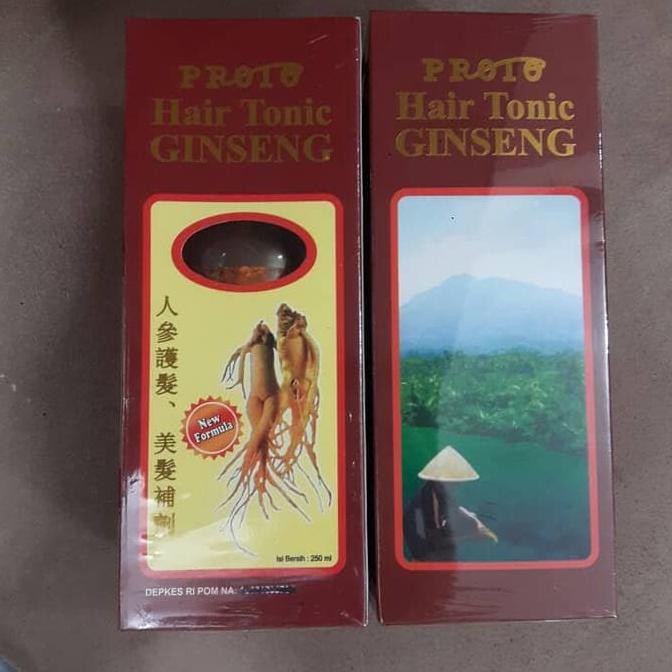 PROTO
Hair Tonic
GINSENG
人參護髮、美髮補劑
New
Formula
Isi Bersih : 250 ml
DEPKES RI POM NA:
PROTO
Hair Tonic
GINSENG